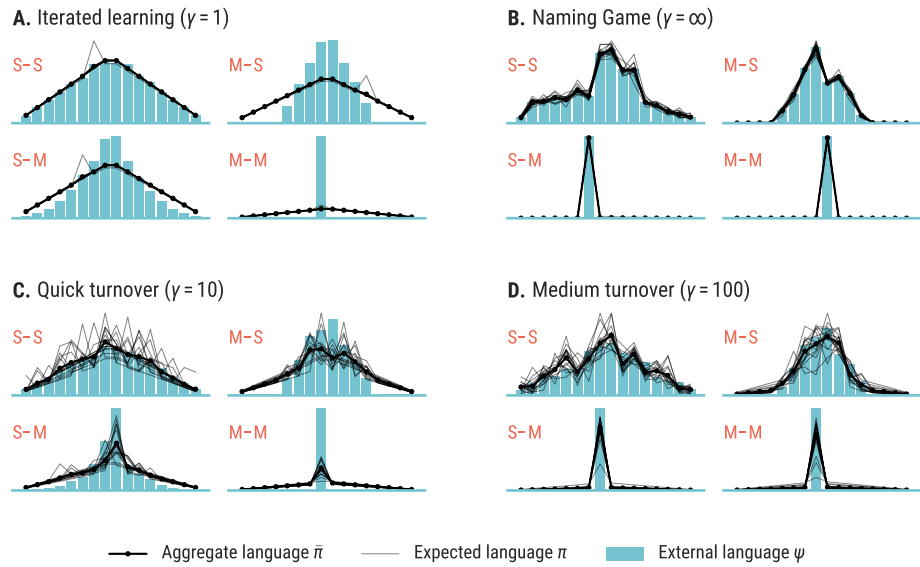 A. Iterated learning (γ = 1)
S–S
M–S
S–M
M–M
B. Naming Game (γ = ∞)
S–S
M–S
S–M
M–M
C. Quick turnover (γ = 10)
S–S
M–S
S–M
M–M
D. Medium turnover (γ = 100)
S–S
M–S
S–M
M–M
Aggregate language π̄
Expected language π
External language ψ